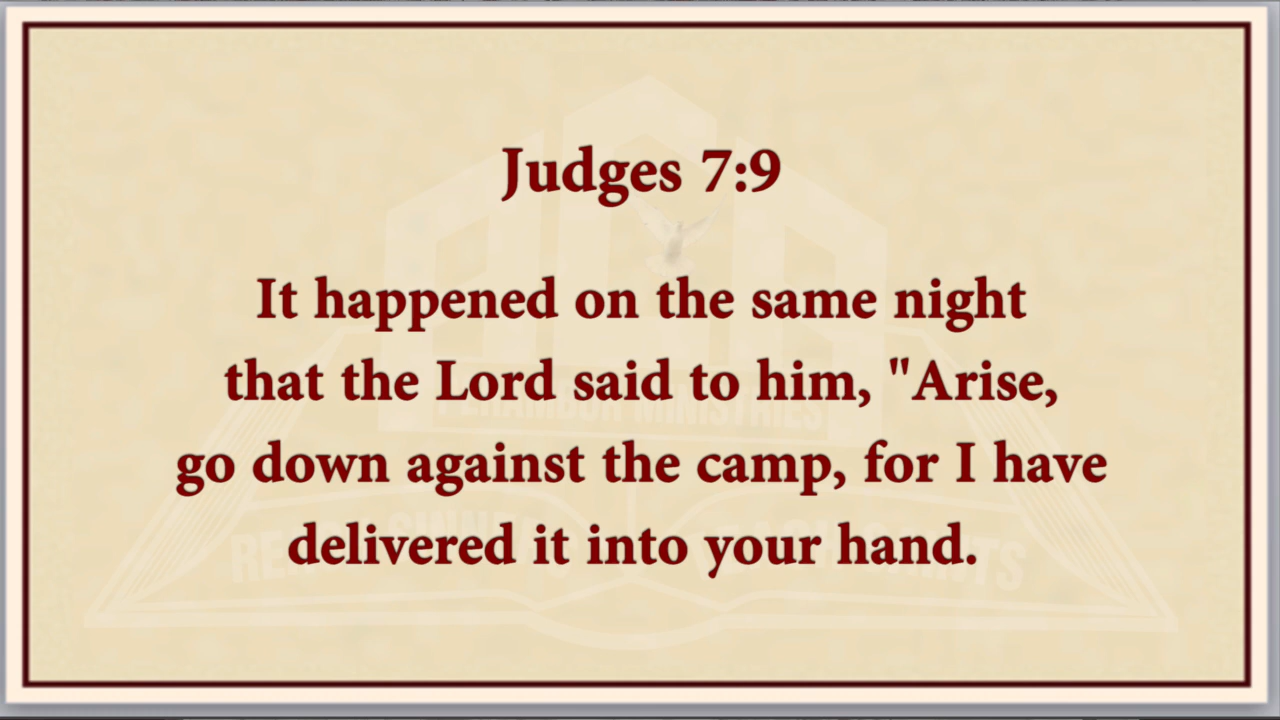 Judges 7:9
It happened on the same night
that the Lord said to him, "Arise,
go down against the camp, for I have
delivered it into your hand.